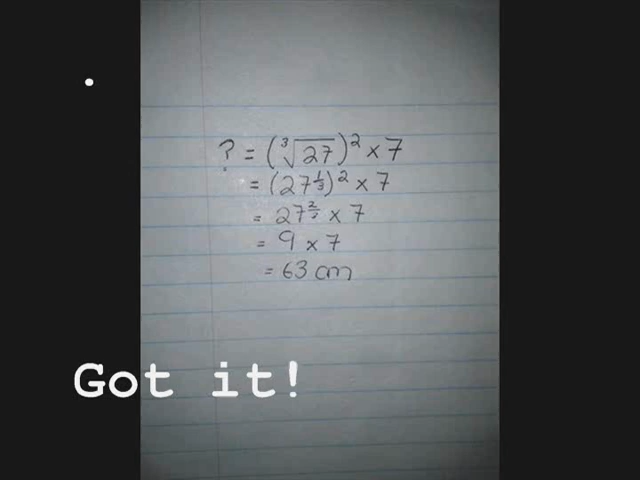 ? = (∛27)² × 7
= (27^⅓)² × 7
= 27^⅔ × 7
= 9 × 7
= 63 cm
Got it!